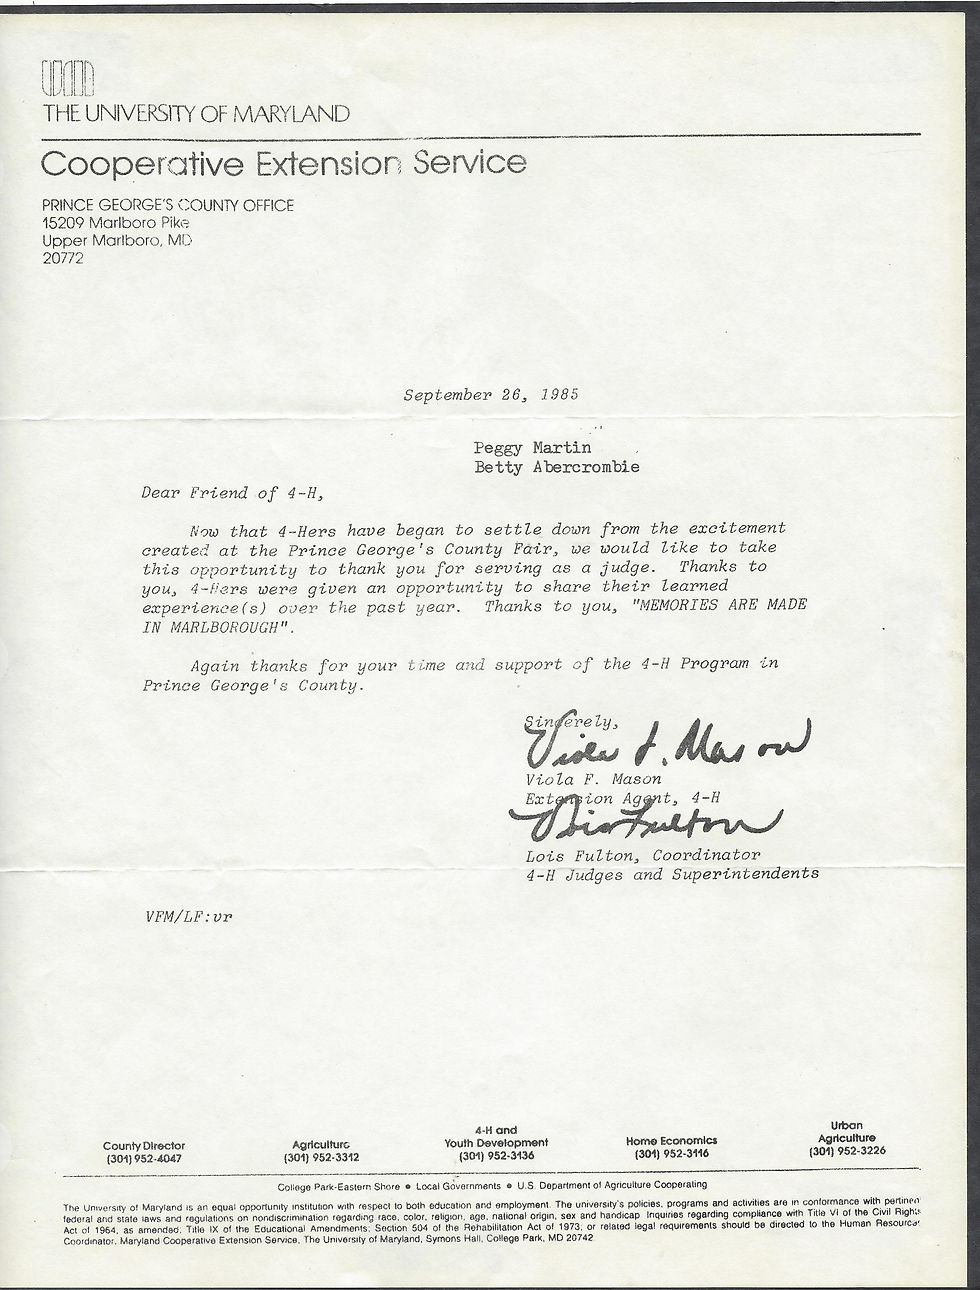 THE UNIVERSITY OF MARYLAND
Cooperative Extension Service
PRINCE GEORGE'S COUNTY OFFICE
15209 Marlboro Pike
Upper Marlboro, MD
20772
September 26, 1985
Peggy Martin
Betty Abercrombie
Dear Friend of 4-H,
Now that 4-Hers have began to settle down from the excitement
created at the Prince George's County Fair, we would like to take
this opportunity to thank you for serving as a judge. Thanks to
you, 4-Hers were given an opportunity to share their learned
experience(s) over the past year. Thanks to you, "MEMORIES ARE MADE
IN MARLBOROUGH".
Again thanks for your time and support of the 4-H Program in
Prince George's County.
Sincerely,
Viola F. Mason
Viola F. Mason
Extension Agent, 4-H
Lois Fulton
Lois Fulton, Coordinator
4-H Judges and Superintendents
VFM/LF:vr
County Director
(301) 952-4047
Agriculture
(301) 952-3312
4-H and
Youth Development
(301) 952-3136
Home Economics
(301) 952-3116
Urban
Agriculture
(301) 952-3226
College Park-Eastern Shore • Local Governments • U.S. Department of Agriculture Cooperating
The University of Maryland is an equal opportunity institution with respect to both education and employment. The university's policies, programs and activities are in conformance with pertinen
federal and state laws and regulations on nondiscrimination regarding race, color, religion, age, national origin, sex and handicap. Inquiries regarding compliance with Title VI of the Civil Rights
Act of 1964, as amended; Title IX of the Educational Amendments; Section 504 of the Rehabilitation Act of 1973; or related legal requirements should be directed to the Human Resource
Coordinator, Maryland Cooperative Extension Service, The University of Maryland, Symons Hall, College Park, MD 20742.